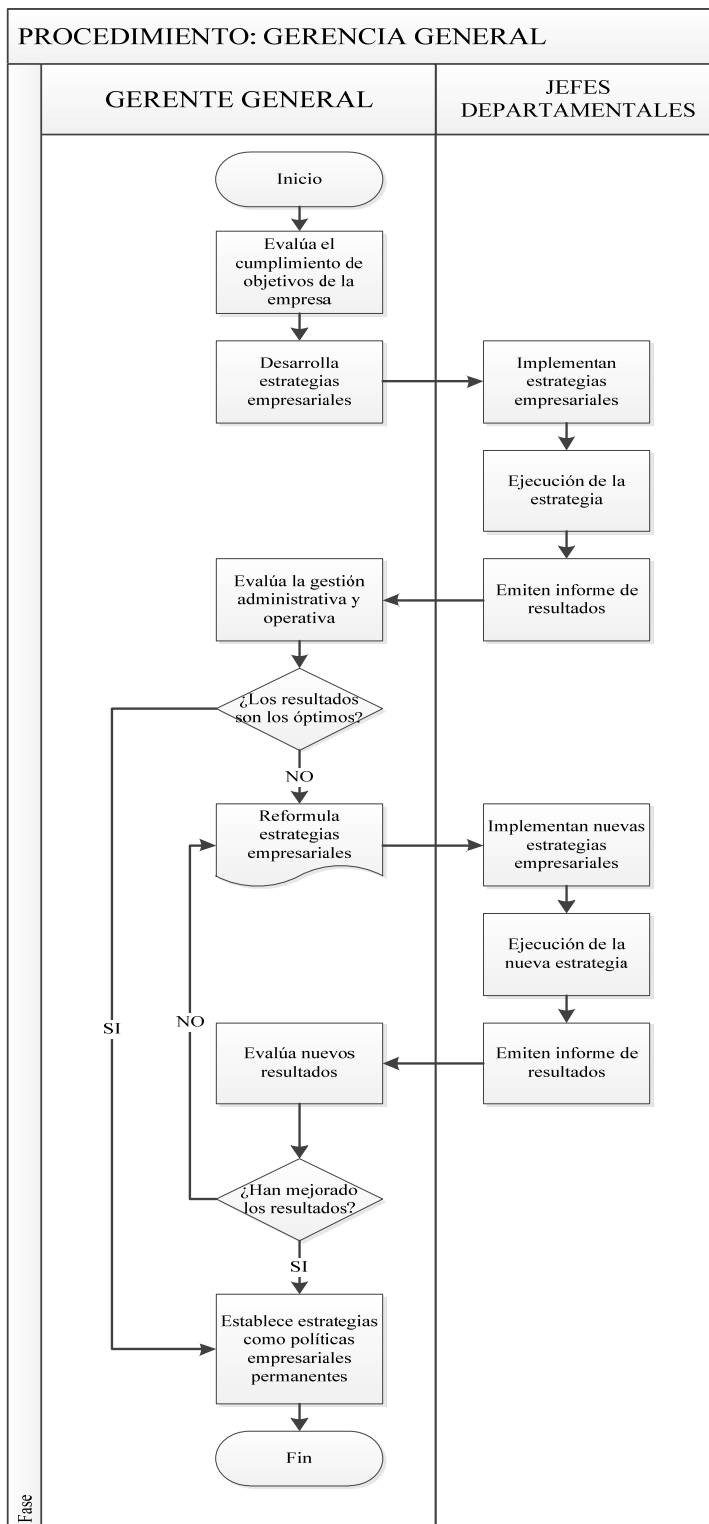 PROCEDIMIENTO: GERENCIA GENERAL
GERENTE GENERAL
JEFES
DEPARTAMENTALES
Inicio
Evalúa el
cumplimiento de
objetivos de la
empresa
Desarrolla
estrategias
empresariales
Implementan
estrategias
empresariales
Ejecución de la
estrategia
Emiten informe de
resultados
Evalúa la gestión
administrativa y
operativa
¿Los resultados
son los óptimos?
NO
Reformula
estrategias
empresariales
Implementan nuevas
estrategias
empresariales
Ejecución de la
nueva estrategia
SI
NO
Emiten informe de
resultados
Evalúa nuevos
resultados
¿Han mejorado
los resultados?
SI
Establece estrategias
como políticas
empresariales
permanentes
Fin
Fase